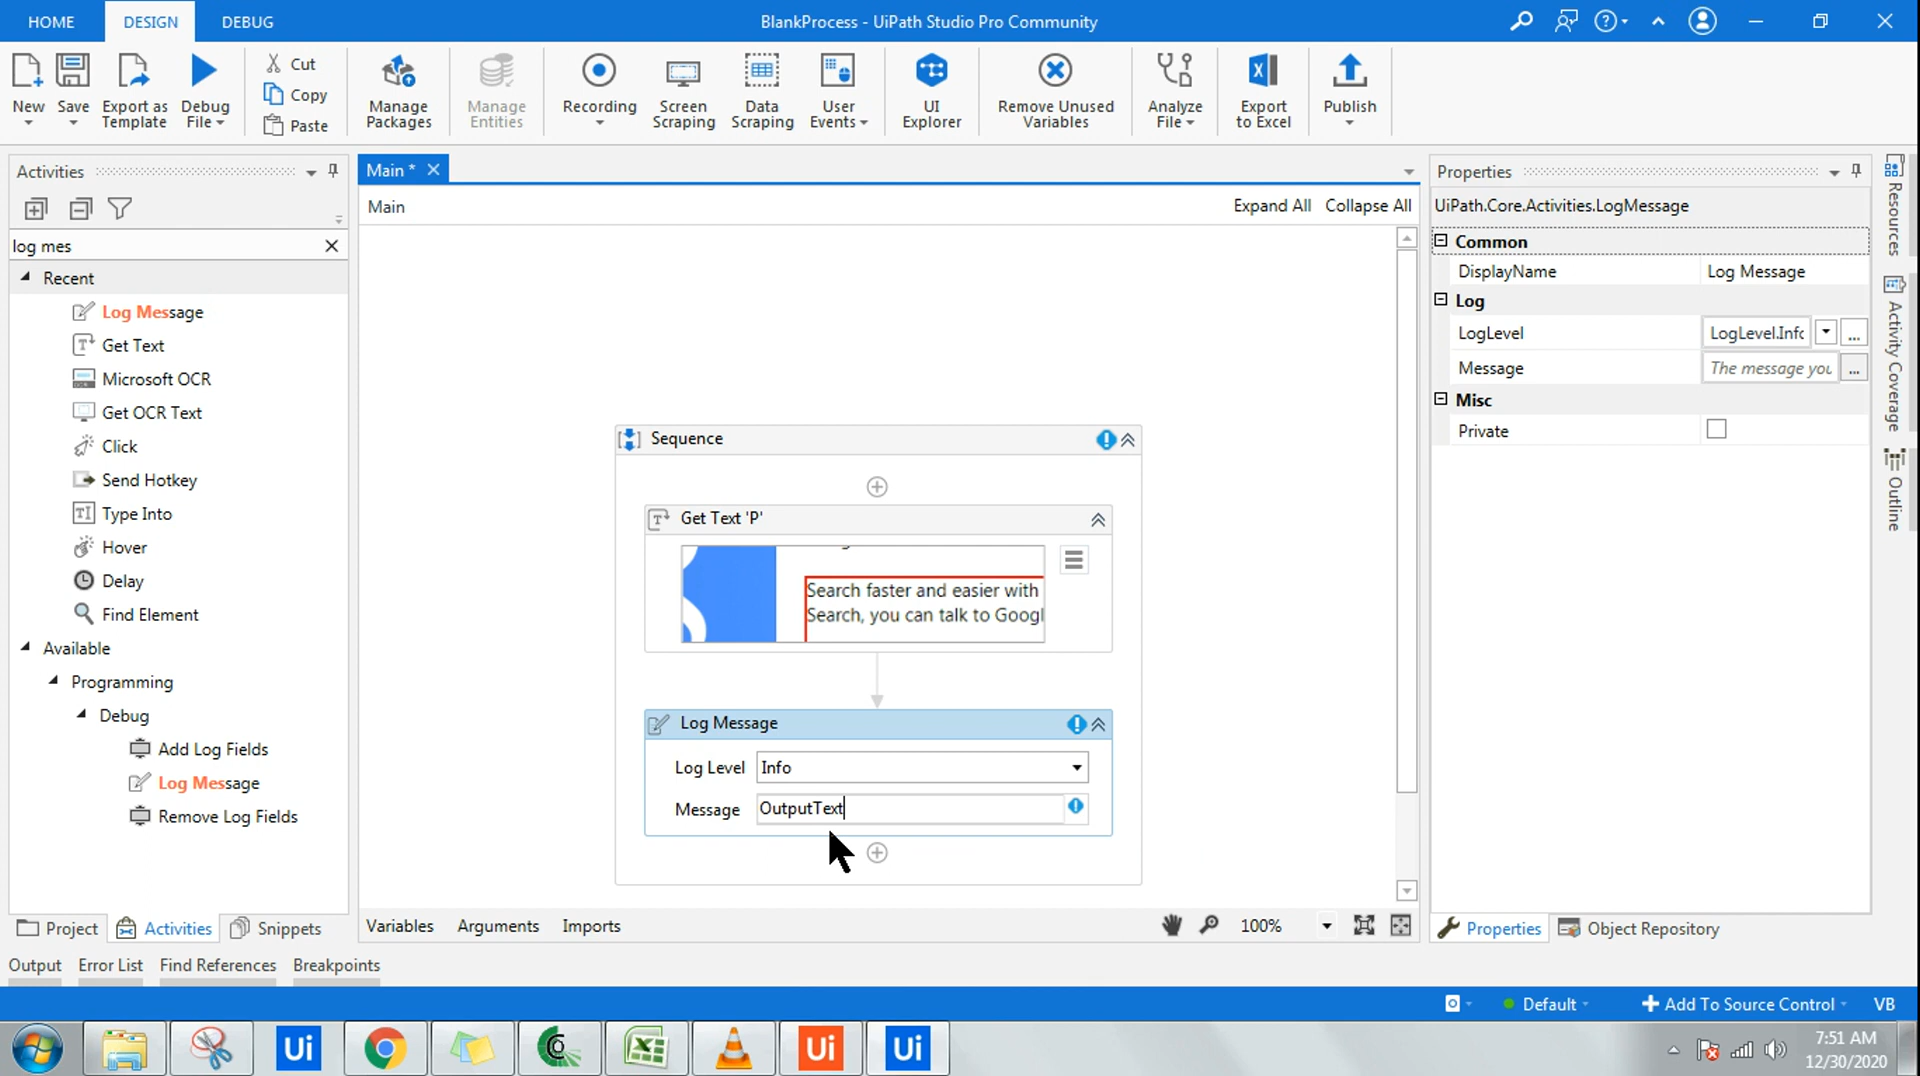 HOME DESIGN DEBUG
BlankProcess - UiPath Studio Pro Community
New
Save
Export as
Template
Debug
File
Cut
Copy
Paste
Manage
Packages
Manage
Entities
Recording
Screen
Scraping
Data
Scraping
User
Events
UI
Explorer
Remove Unused
Variables
Analyze
File
Export
to Excel
Publish
Activities
log mes
Recent
Log Message
Get Text
Microsoft OCR
Get OCR Text
Click
Send Hotkey
Type Into
Hover
Delay
Find Element
Available
Programming
Debug
Add Log Fields
Log Message
Remove Log Fields
Project
Activities
Snippets
Main *
Main
Expand All Collapse All
Sequence
Get Text 'P'
Search faster and easier with
Search, you can talk to Googl
Log Message
Log Level Info
Message OutputText
Variables Arguments Imports
100%
Properties
UiPath.Core.Activities.LogMessage
Common
DisplayName Log Message
Log
LogLevel LogLevel.Info
Message The message you
Misc
Private
Properties
Object Repository
Resources
Activity Coverage
Outline
Output Error List Find References Breakpoints
Default
Add To Source Control
VB
Ui
Ui
Ui
7:51 AM
12/30/2020